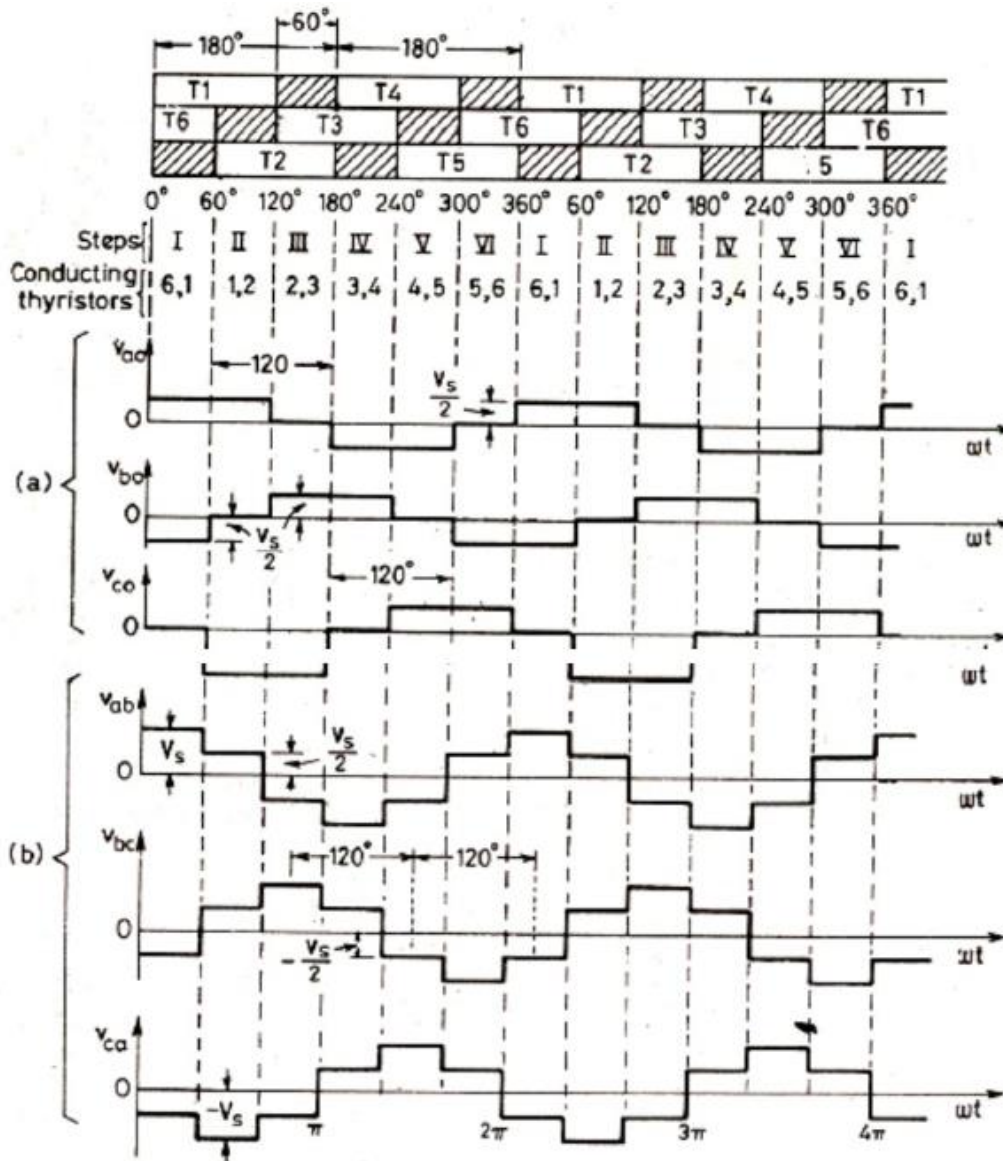 60°
180° 180°
T1 T4 T1 T4 T1
T6 T3 T6 T3 T6
T2 T5 T2 5
0° 60° 120° 180° 240° 300° 360° 60° 120° 180° 240° 300° 360°
Steps I II III IV V VI I II III IV V VI I
Conducting
thyristors 6,1 1,2 2,3 3,4 4,5 5,6 6,1 1,2 2,3 3,4 4,5 5,6 6,1
(a)
vao
120
Vs/2
0
ωt
vbo
0
Vs/2
ωt
vco
120°
0
ωt
(b)
vab
Vs
Vs/2
0
ωt
vbc
120° 120°
0
-Vs/2
ωt
vca
0
-Vs
ωt
π 2π 3π 4π